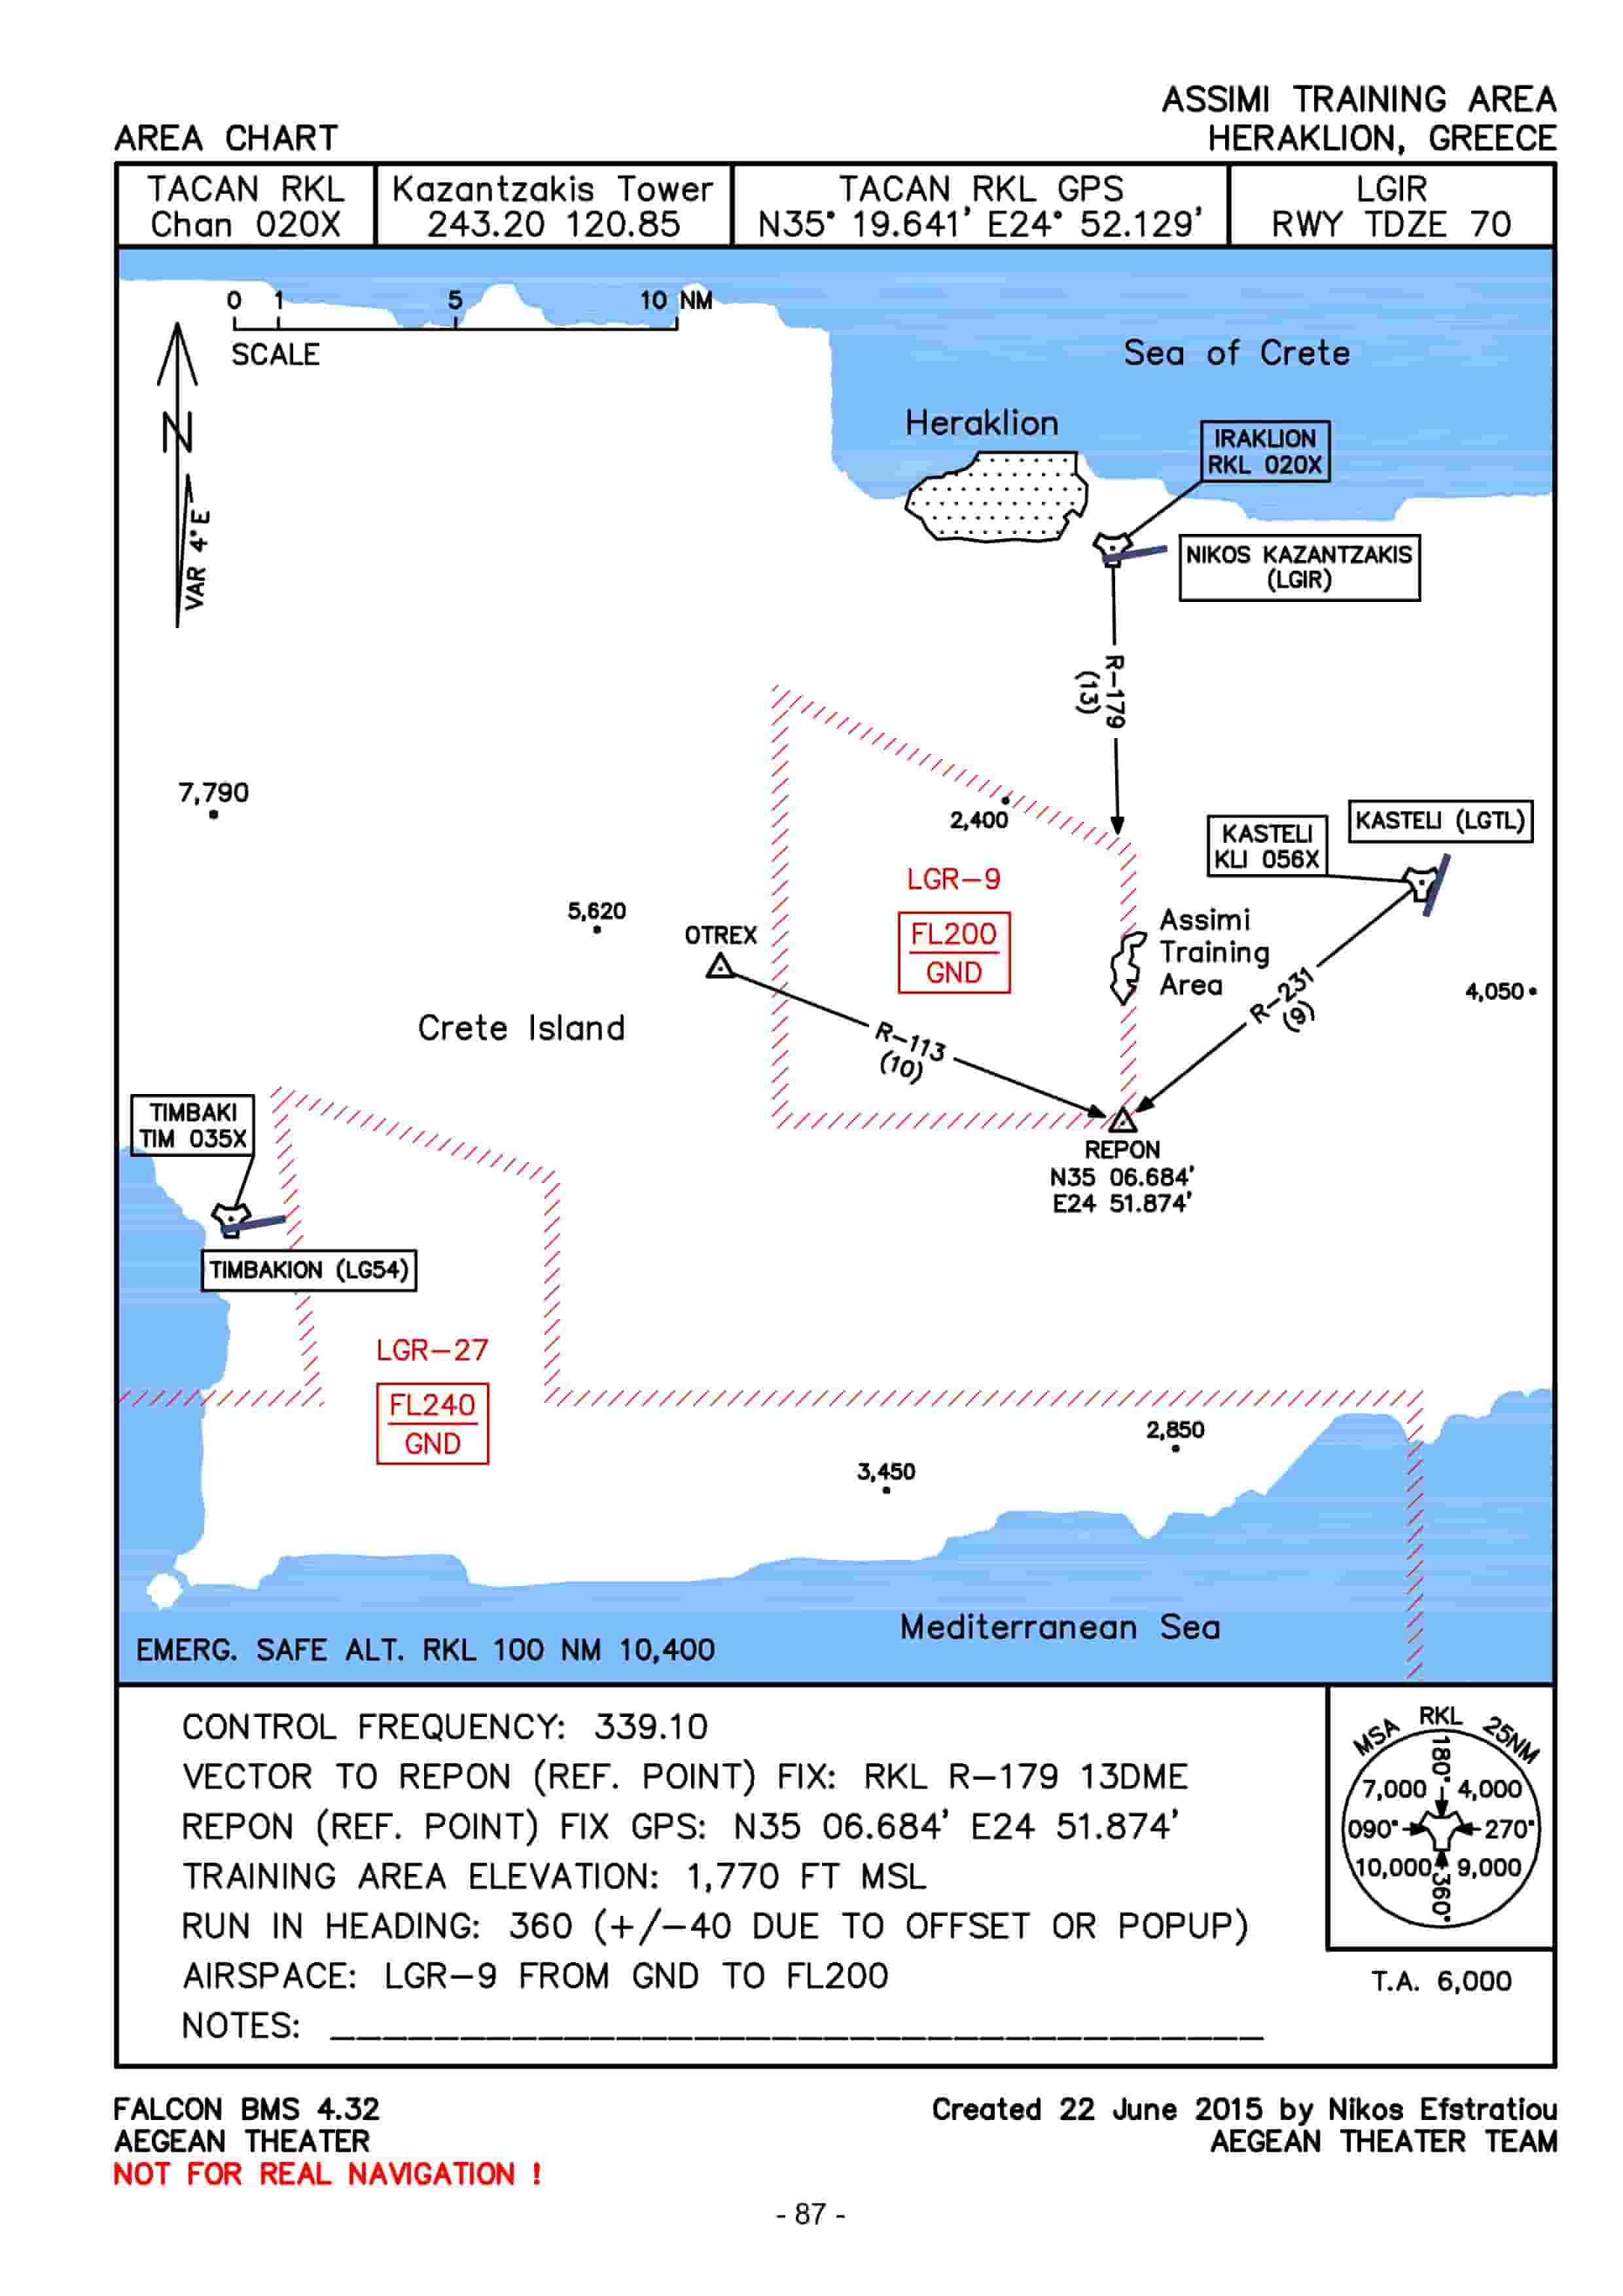 ASSIMI TRAINING AREA
AREA CHART
HERAKLION, GREECE
TACAN RKL
Chan 020X
Kazantzakis Tower
243.20 120.85
TACAN RKL GPS
N35° 19.641' E24° 52.129'
LGIR
RWY TDZE 70
0 1 5 10 NM
SCALE
N
VAR 4°E
Sea of Crete
Heraklion
IRAKLION
RKL 020X
NIKOS KAZANTZAKIS
(LGIR)
R-179
(13)
7,790
2,400
KASTELI
KLI 056X
KASTELI (LGTL)
LGR-9
FL200
GND
5,620
OTREX
Assimi
Training
Area
R-231
(9)
4,050
Crete Island
R-113
(10)
TIMBAKI
TIM 035X
REPON
N35 06.684'
E24 51.874'
TIMBAKION (LG54)
LGR-27
FL240
GND
2,850
3,450
Mediterranean Sea
EMERG. SAFE ALT. RKL 100 NM 10,400
CONTROL FREQUENCY: 339.10
VECTOR TO REPON (REF. POINT) FIX: RKL R-179 13DME
REPON (REF. POINT) FIX GPS: N35 06.684' E24 51.874'
TRAINING AREA ELEVATION: 1,770 FT MSL
RUN IN HEADING: 360 (+/-40 DUE TO OFFSET OR POPUP)
AIRSPACE: LGR-9 FROM GND TO FL200
NOTES: ____________________________________
MSA RKL 25NM
180°
7,000 4,000
090° 270°
10,000 9,000
360°
T.A. 6,000
FALCON BMS 4.32
AEGEAN THEATER
NOT FOR REAL NAVIGATION !
Created 22 June 2015 by Nikos Efstratiou
AEGEAN THEATER TEAM
- 87 -